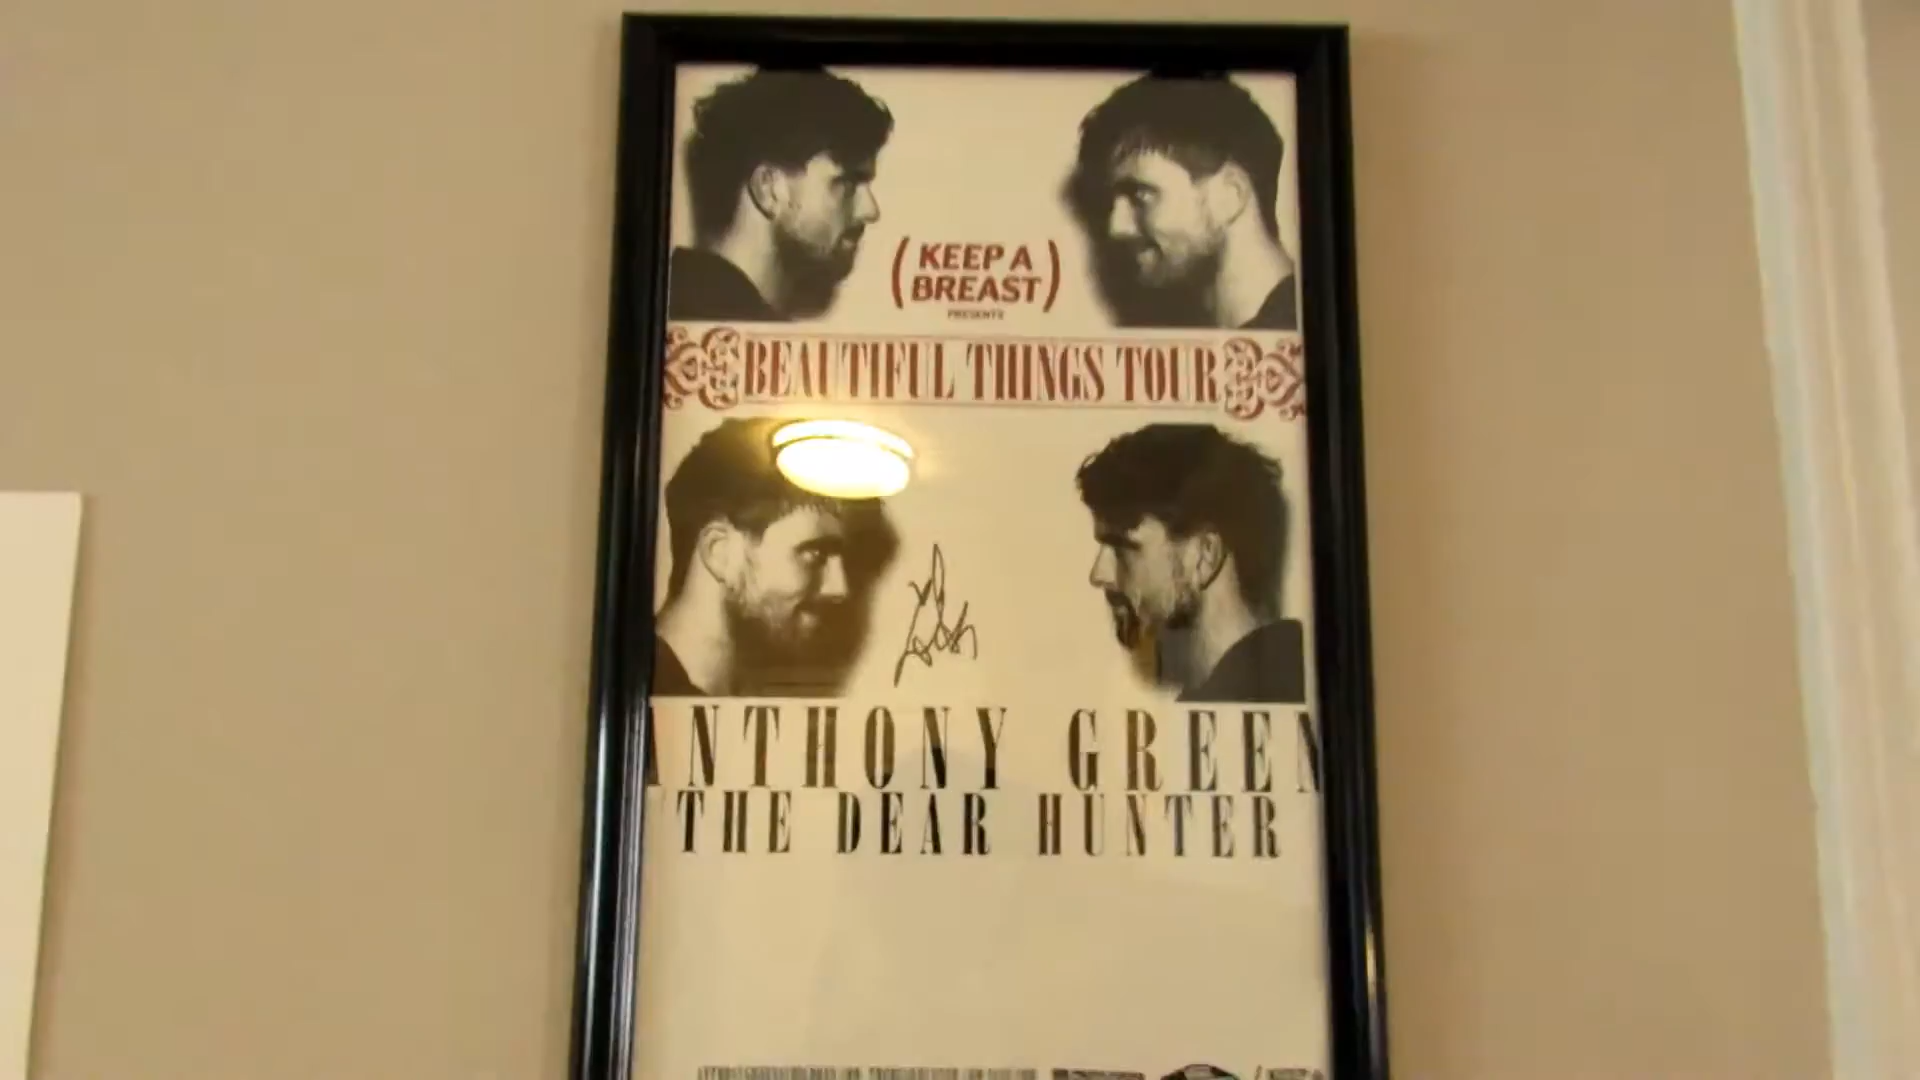 (KEEP A
BREAST)
PRESENTS
BEAUTIFUL THINGS TOUR
ANTHONY GREEN
THE DEAR HUNTER